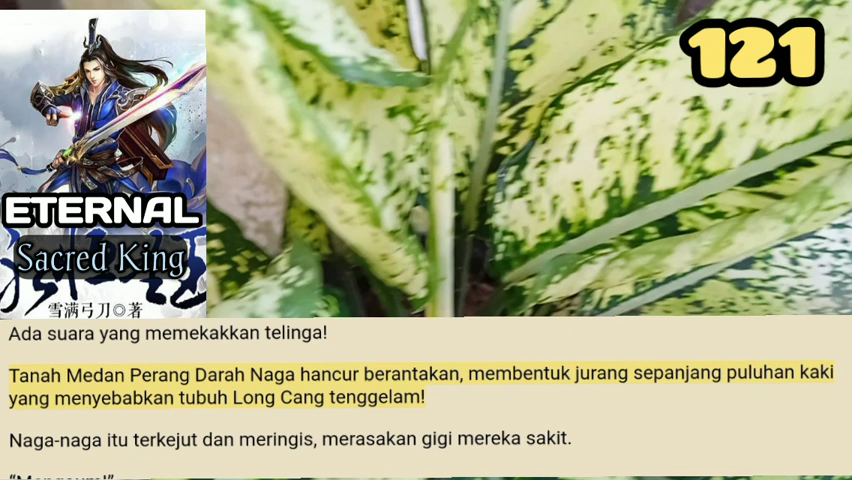 121
ETERNAL
Sacred King
雪满弓刀◎著
Ada suara yang memekakkan telinga!
Tanah Medan Perang Darah Naga hancur berantakan, membentuk jurang sepanjang puluhan kaki
yang menyebabkan tubuh Long Cang tenggelam!
Naga-naga itu terkejut dan meringis, merasakan gigi mereka sakit.